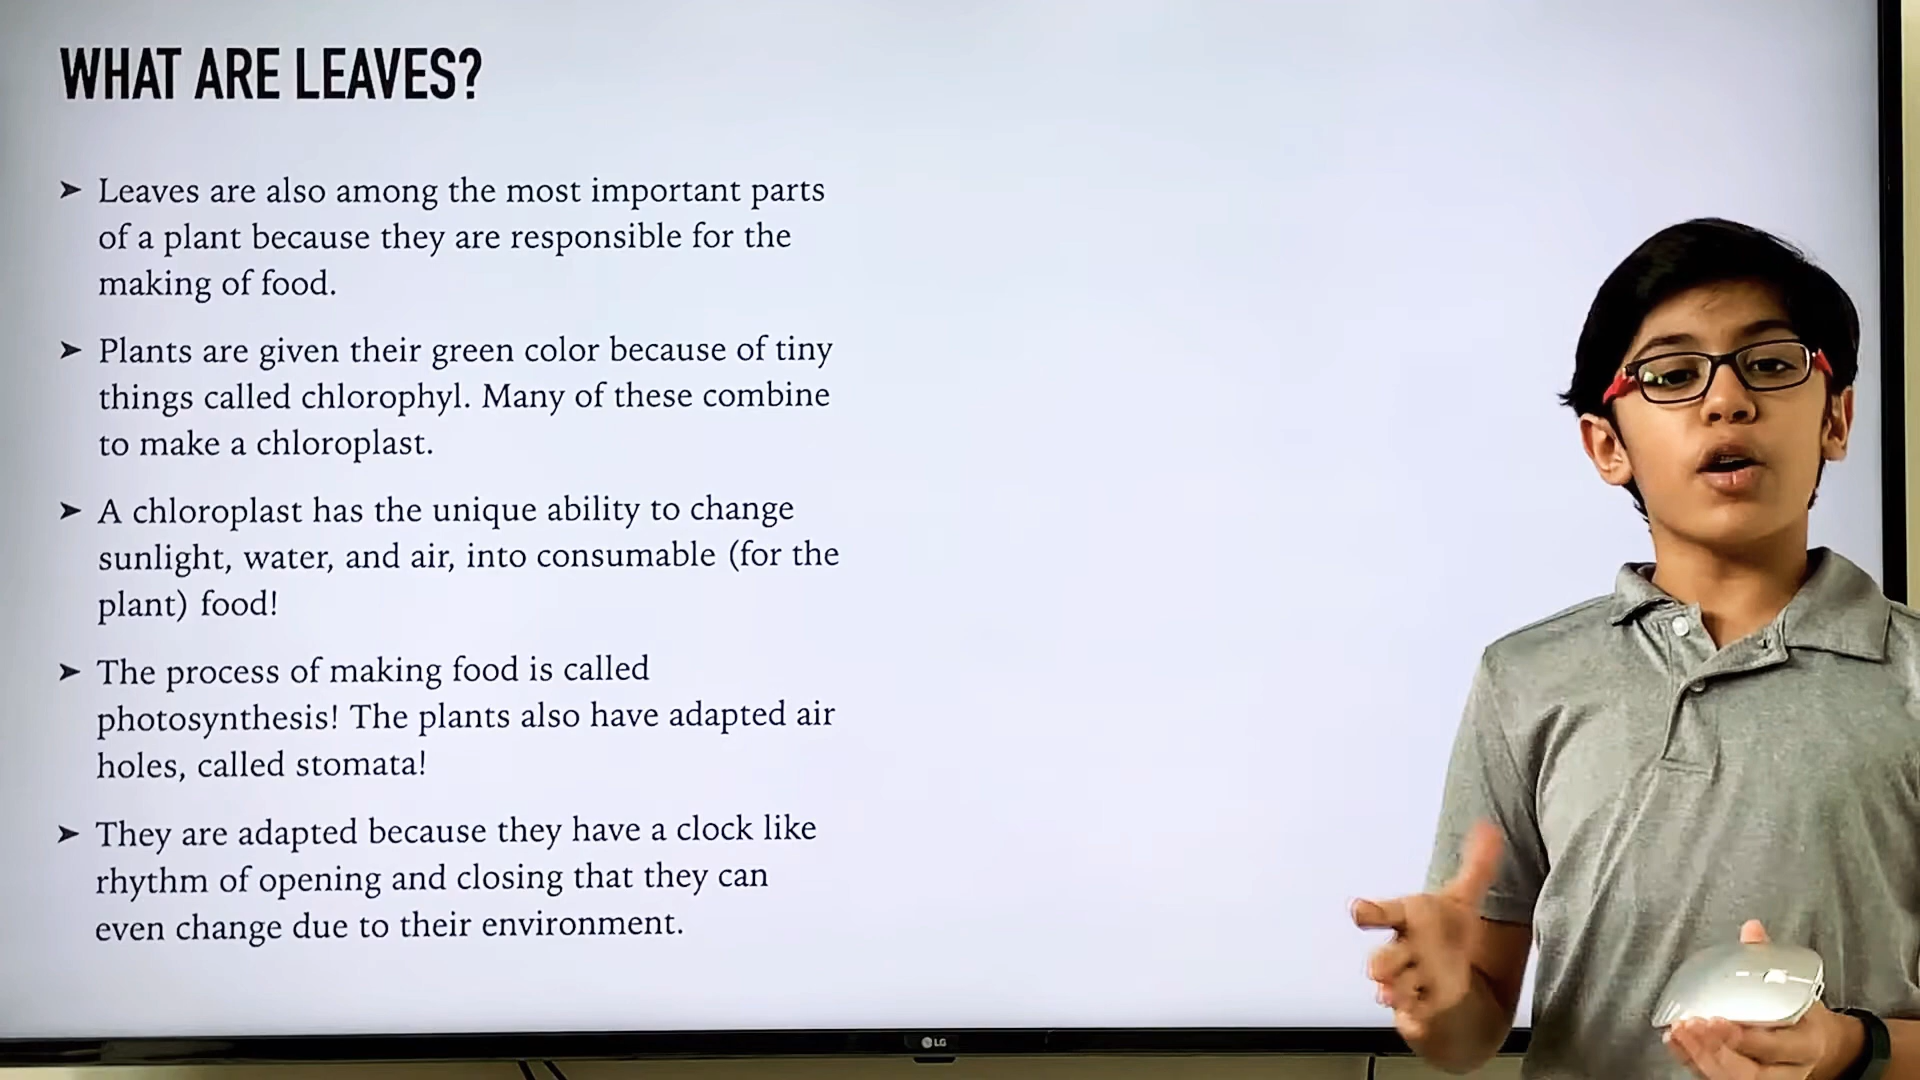 WHAT ARE LEAVES?
➤ Leaves are also among the most important parts
of a plant because they are responsible for the
making of food.
➤ Plants are given their green color because of tiny
things called chlorophyl. Many of these combine
to make a chloroplast.
➤ A chloroplast has the unique ability to change
sunlight, water, and air, into consumable (for the
plant) food!
➤ The process of making food is called
photosynthesis! The plants also have adapted air
holes, called stomata!
➤ They are adapted because they have a clock like
rhythm of opening and closing that they can
even change due to their environment.
LG